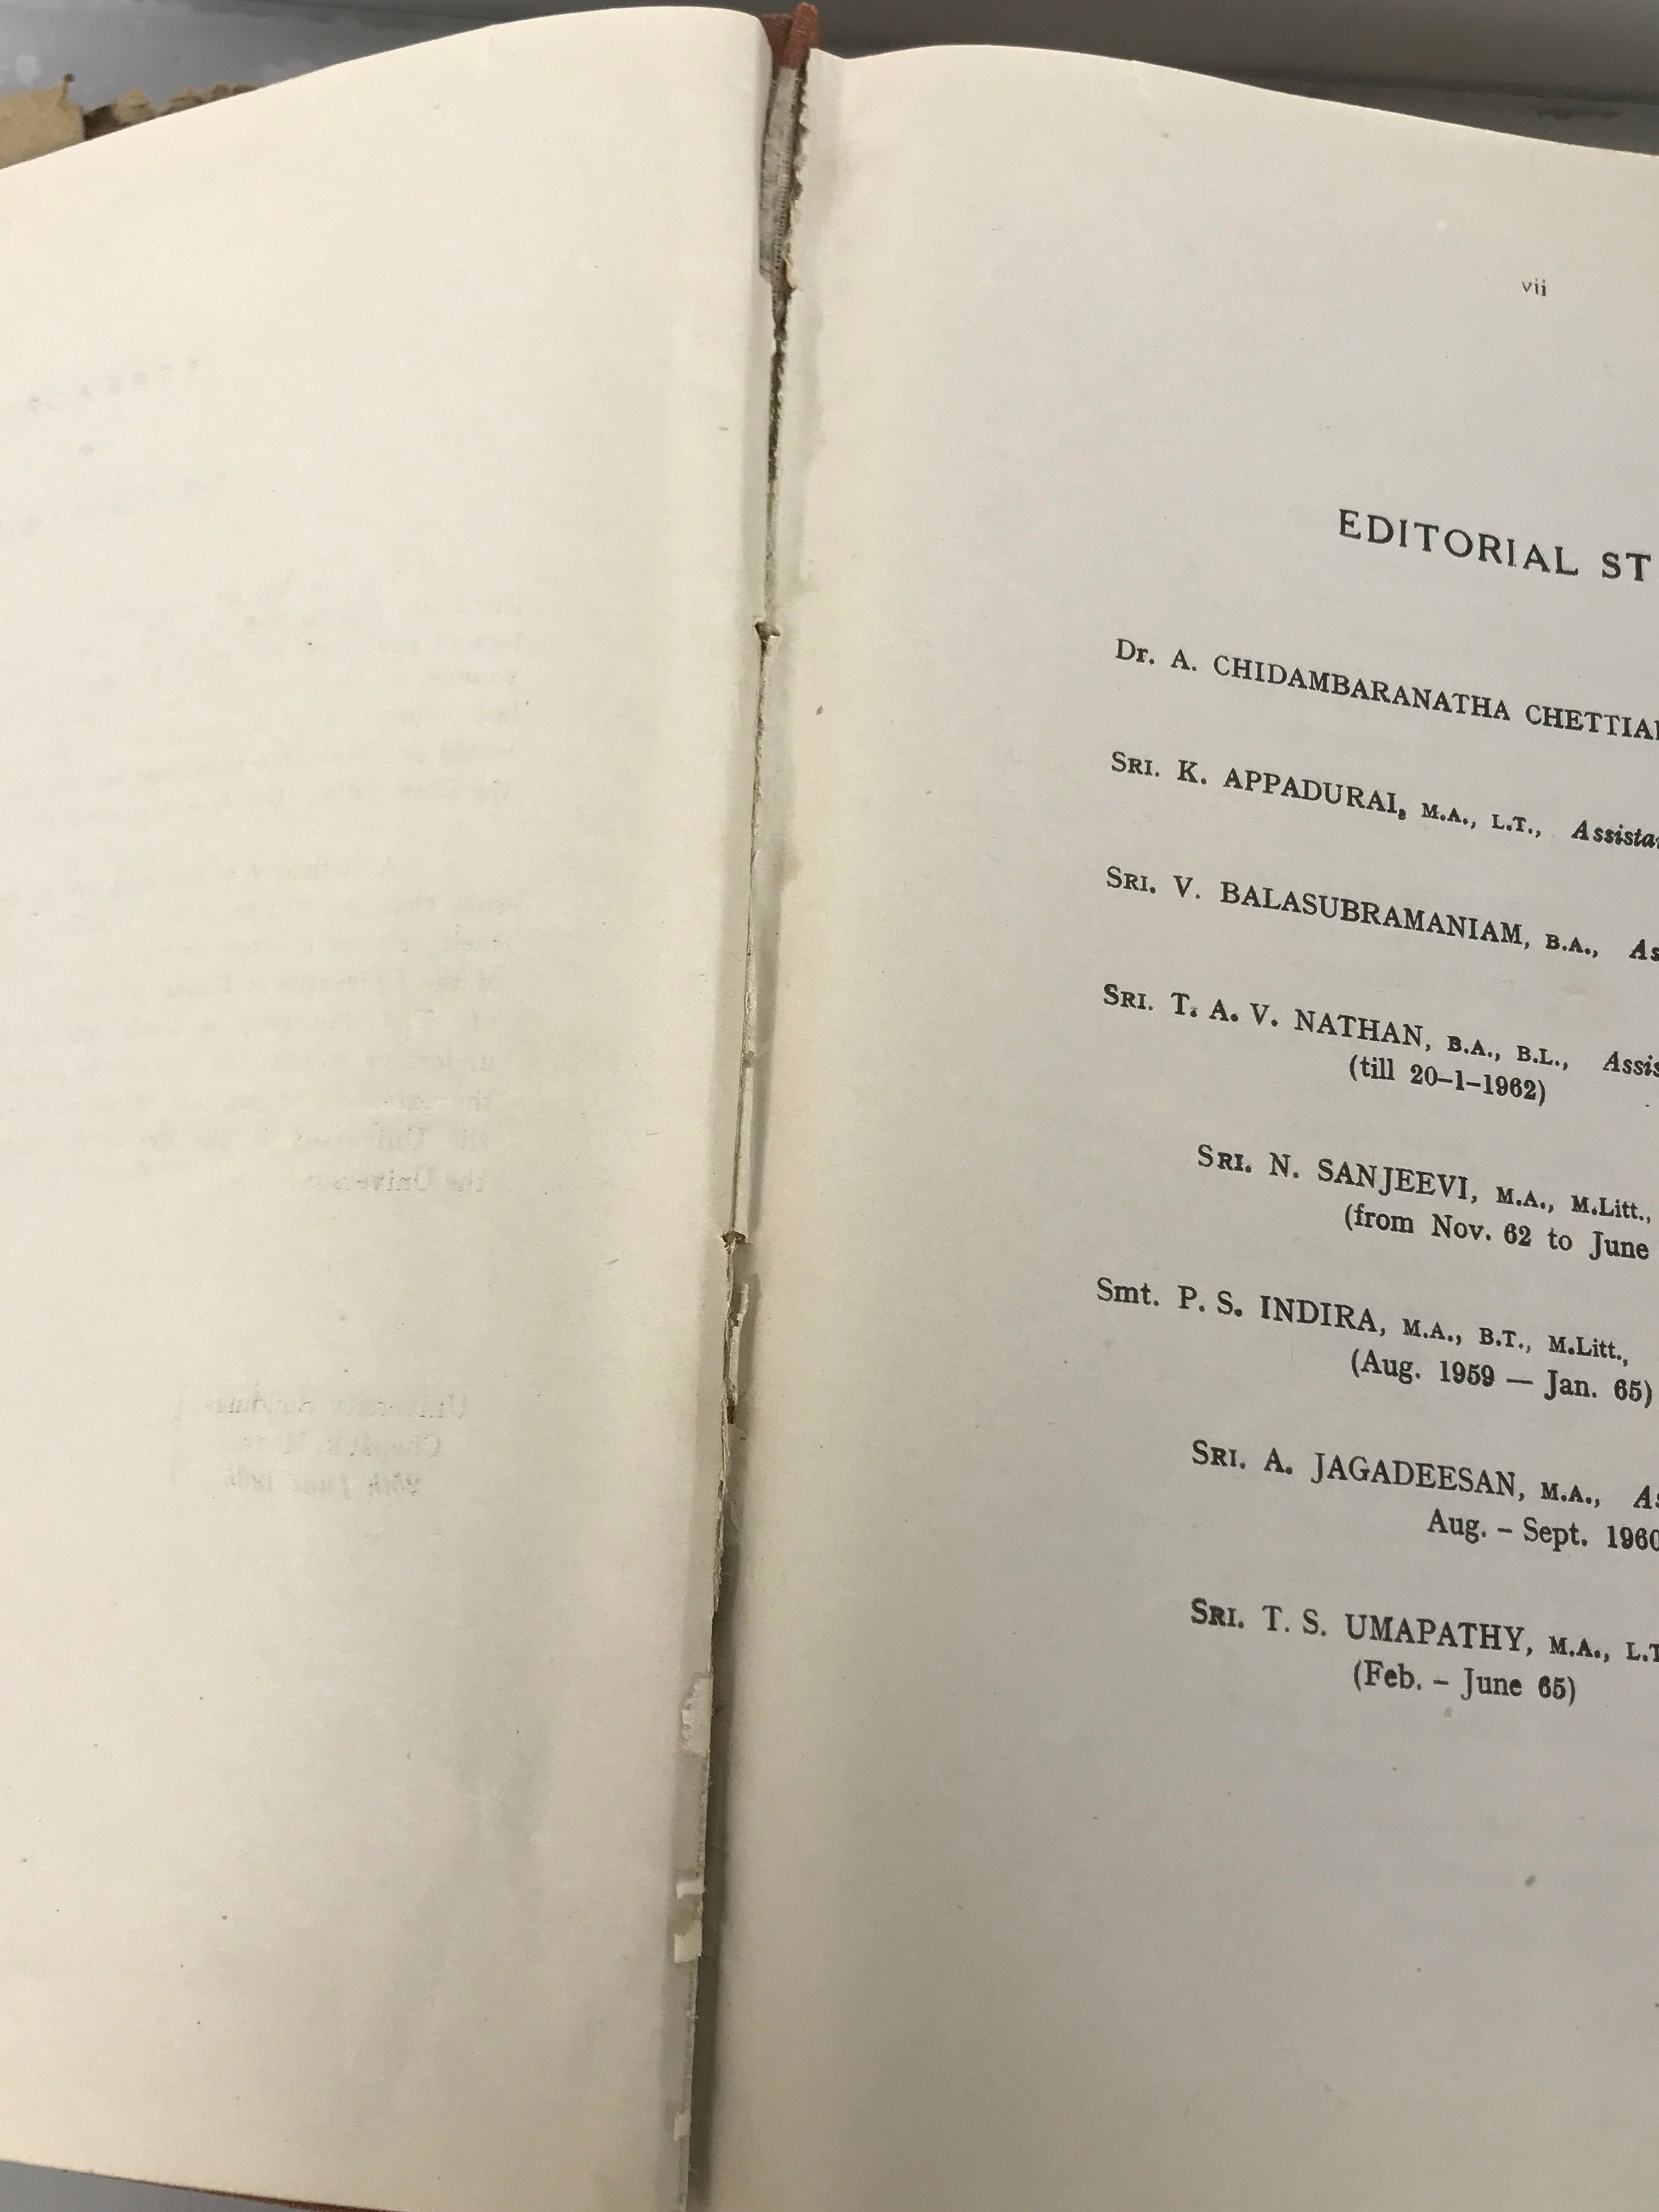 vii
EDITORIAL ST
Dr. A. CHIDAMBARANATHA CHETTIAR
SRI. K. APPADURAI, M.A., L.T., Assista
SRI. V. BALASUBRAMANIAM, B.A., As
SRI. T. A. V. NATHAN, B.A., B.L., Assis
(till 20-1-1962)
SRI. N. SANJEEVI, M.A., M.Litt.,
(from Nov. 62 to June
Smt. P. S. INDIRA, M.A., B.T., M.Litt.,
(Aug. 1959 — Jan. 65)
SRI. A. JAGADEESAN, M.A., As
Aug. - Sept. 1960
SRI. T. S. UMAPATHY, M.A., L.T
(Feb. - June 65)